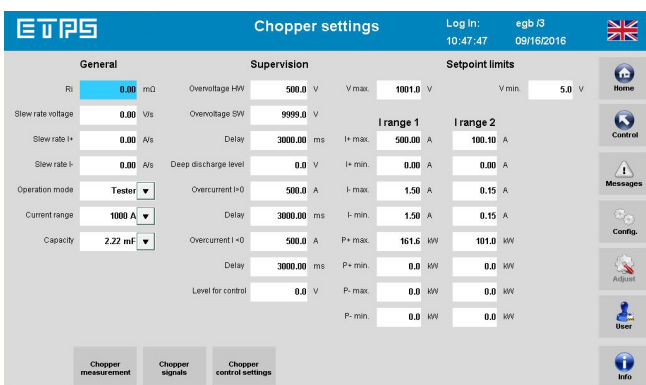 ETPS Chopper settings Log In: egb /3
10:47:47 09/16/2016
General Supervision Setpoint limits
Ri 0.00 mΩ Overvoltage HW 500.0 V V max. 1001.0 V V min. 5.0 V
Home
Slew rate voltage 0.00 V/s Overvoltage SW 9999.0 V
I range 1 I range 2
Slew rate I+ 0.00 A/s Delay 3000.00 ms I+ max. 500.00 A 100.10 A
Control
Slew rate I- 0.00 A/s Deep discharge level 0.0 V I+ min. 0.00 A 0.00 A
Operation mode Tester Overcurrent I>0 500.0 A I- max. 1.50 A 0.15 A
Messages
Current range 1000 A Delay 3000.00 ms I- min. 1.50 A 0.15 A
Config.
Capacity 2.22 mF Overcurrent I <0 500.0 A P+ max. 161.6 kW 101.0 kW
Delay 3000.00 ms P+ min. 0.0 kW 0.0 kW
Adjust
Level for control 0.0 V P- max. 0.0 kW 0.0 kW
P- min. 0.0 kW 0.0 kW
User
Chopper
measurement
Chopper
signals
Chopper
control settings
Info